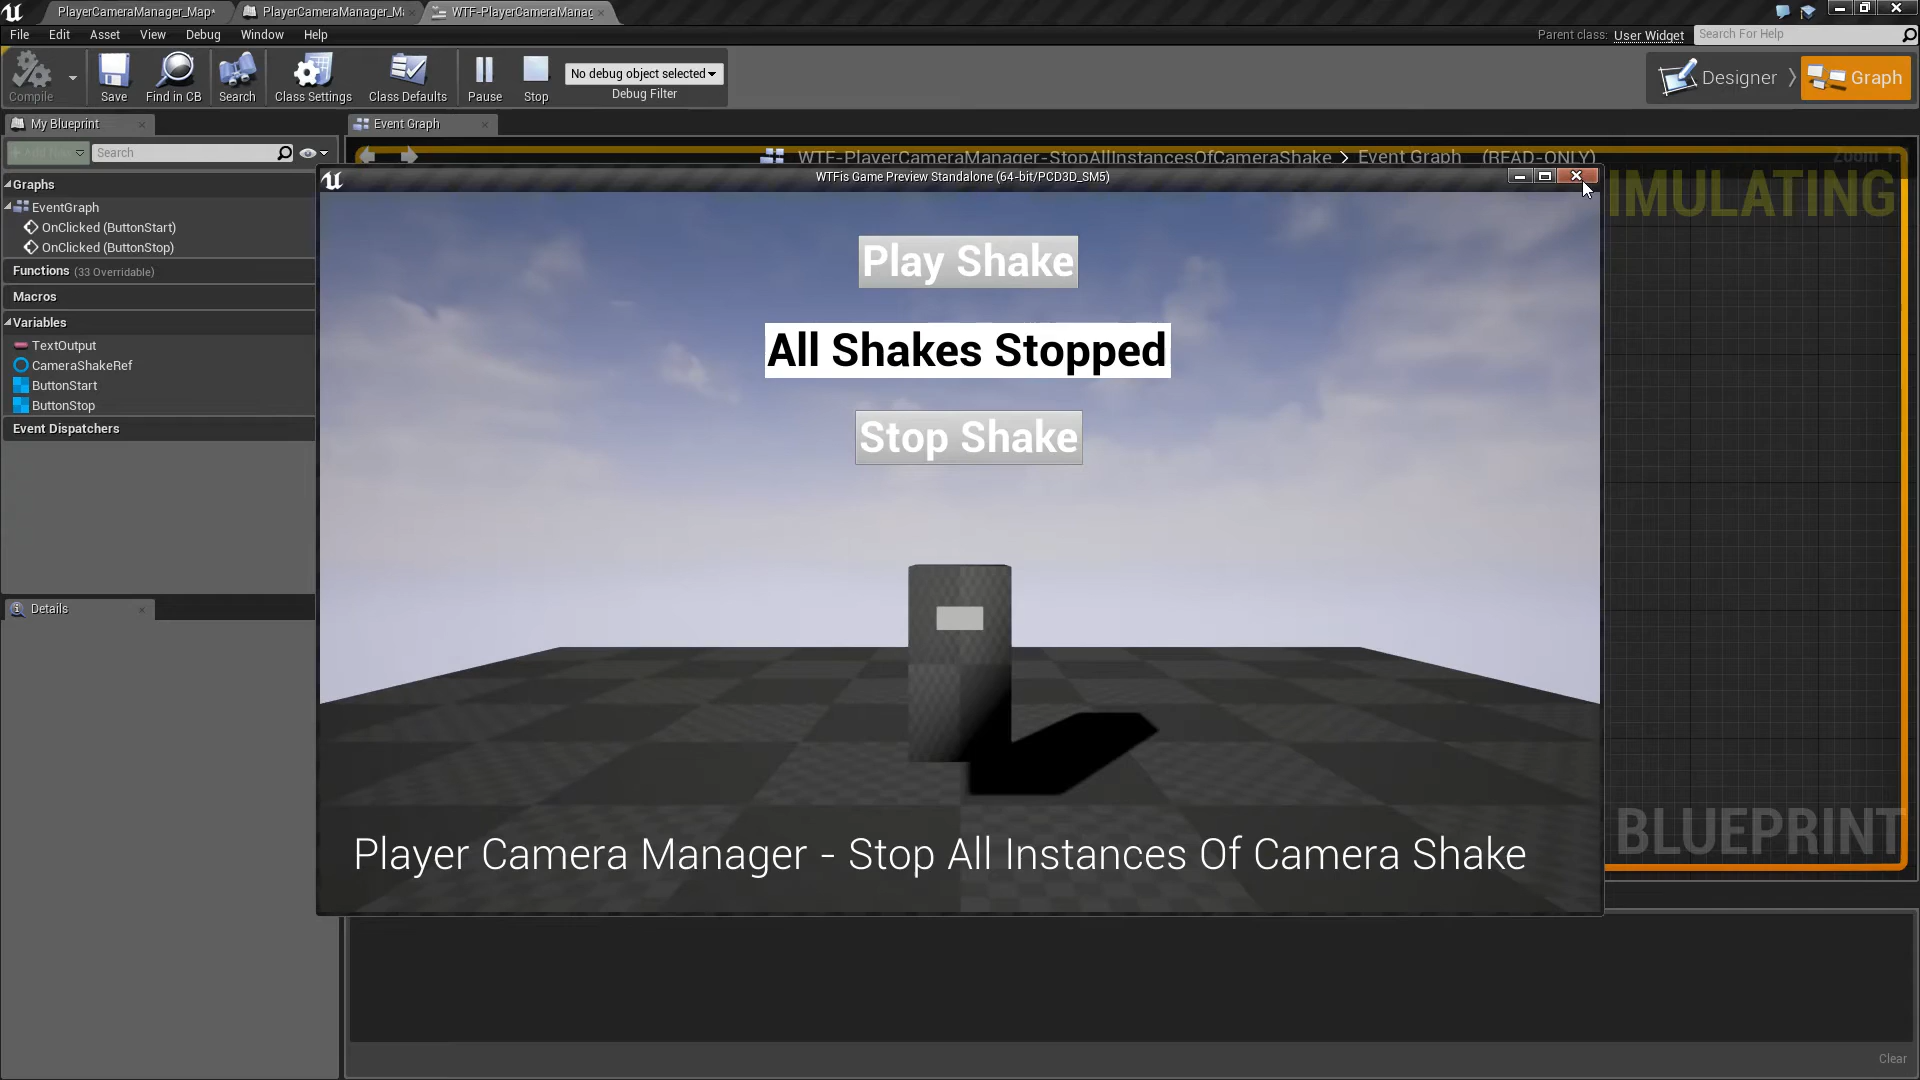 PlayerCameraManager_Map*
PlayerCameraManager_Ma
WTF-PlayerCameraManag
File Edit Asset View Debug Window Help
Parent class: User Widget
Search For Help
Compile
Save
Find in CB
Search
Class Settings
Class Defaults
Pause
Stop
No debug object selected
Debug Filter
Designer
Graph
My Blueprint
Event Graph
Search
WTF-PlayerCameraManager-StopAllInstancesOfCameraShake > Event Graph (READ-ONLY)
WTFis Game Preview Standalone (64-bit/PCD3D_SM5)
IMULATING
Graphs
EventGraph
OnClicked (ButtonStart)
OnClicked (ButtonStop)
Functions (33 Overridable)
Macros
Variables
TextOutput
CameraShakeRef
ButtonStart
ButtonStop
Event Dispatchers
Details
Play Shake
All Shakes Stopped
Stop Shake
Player Camera Manager - Stop All Instances Of Camera Shake
BLUEPRINT
Clear